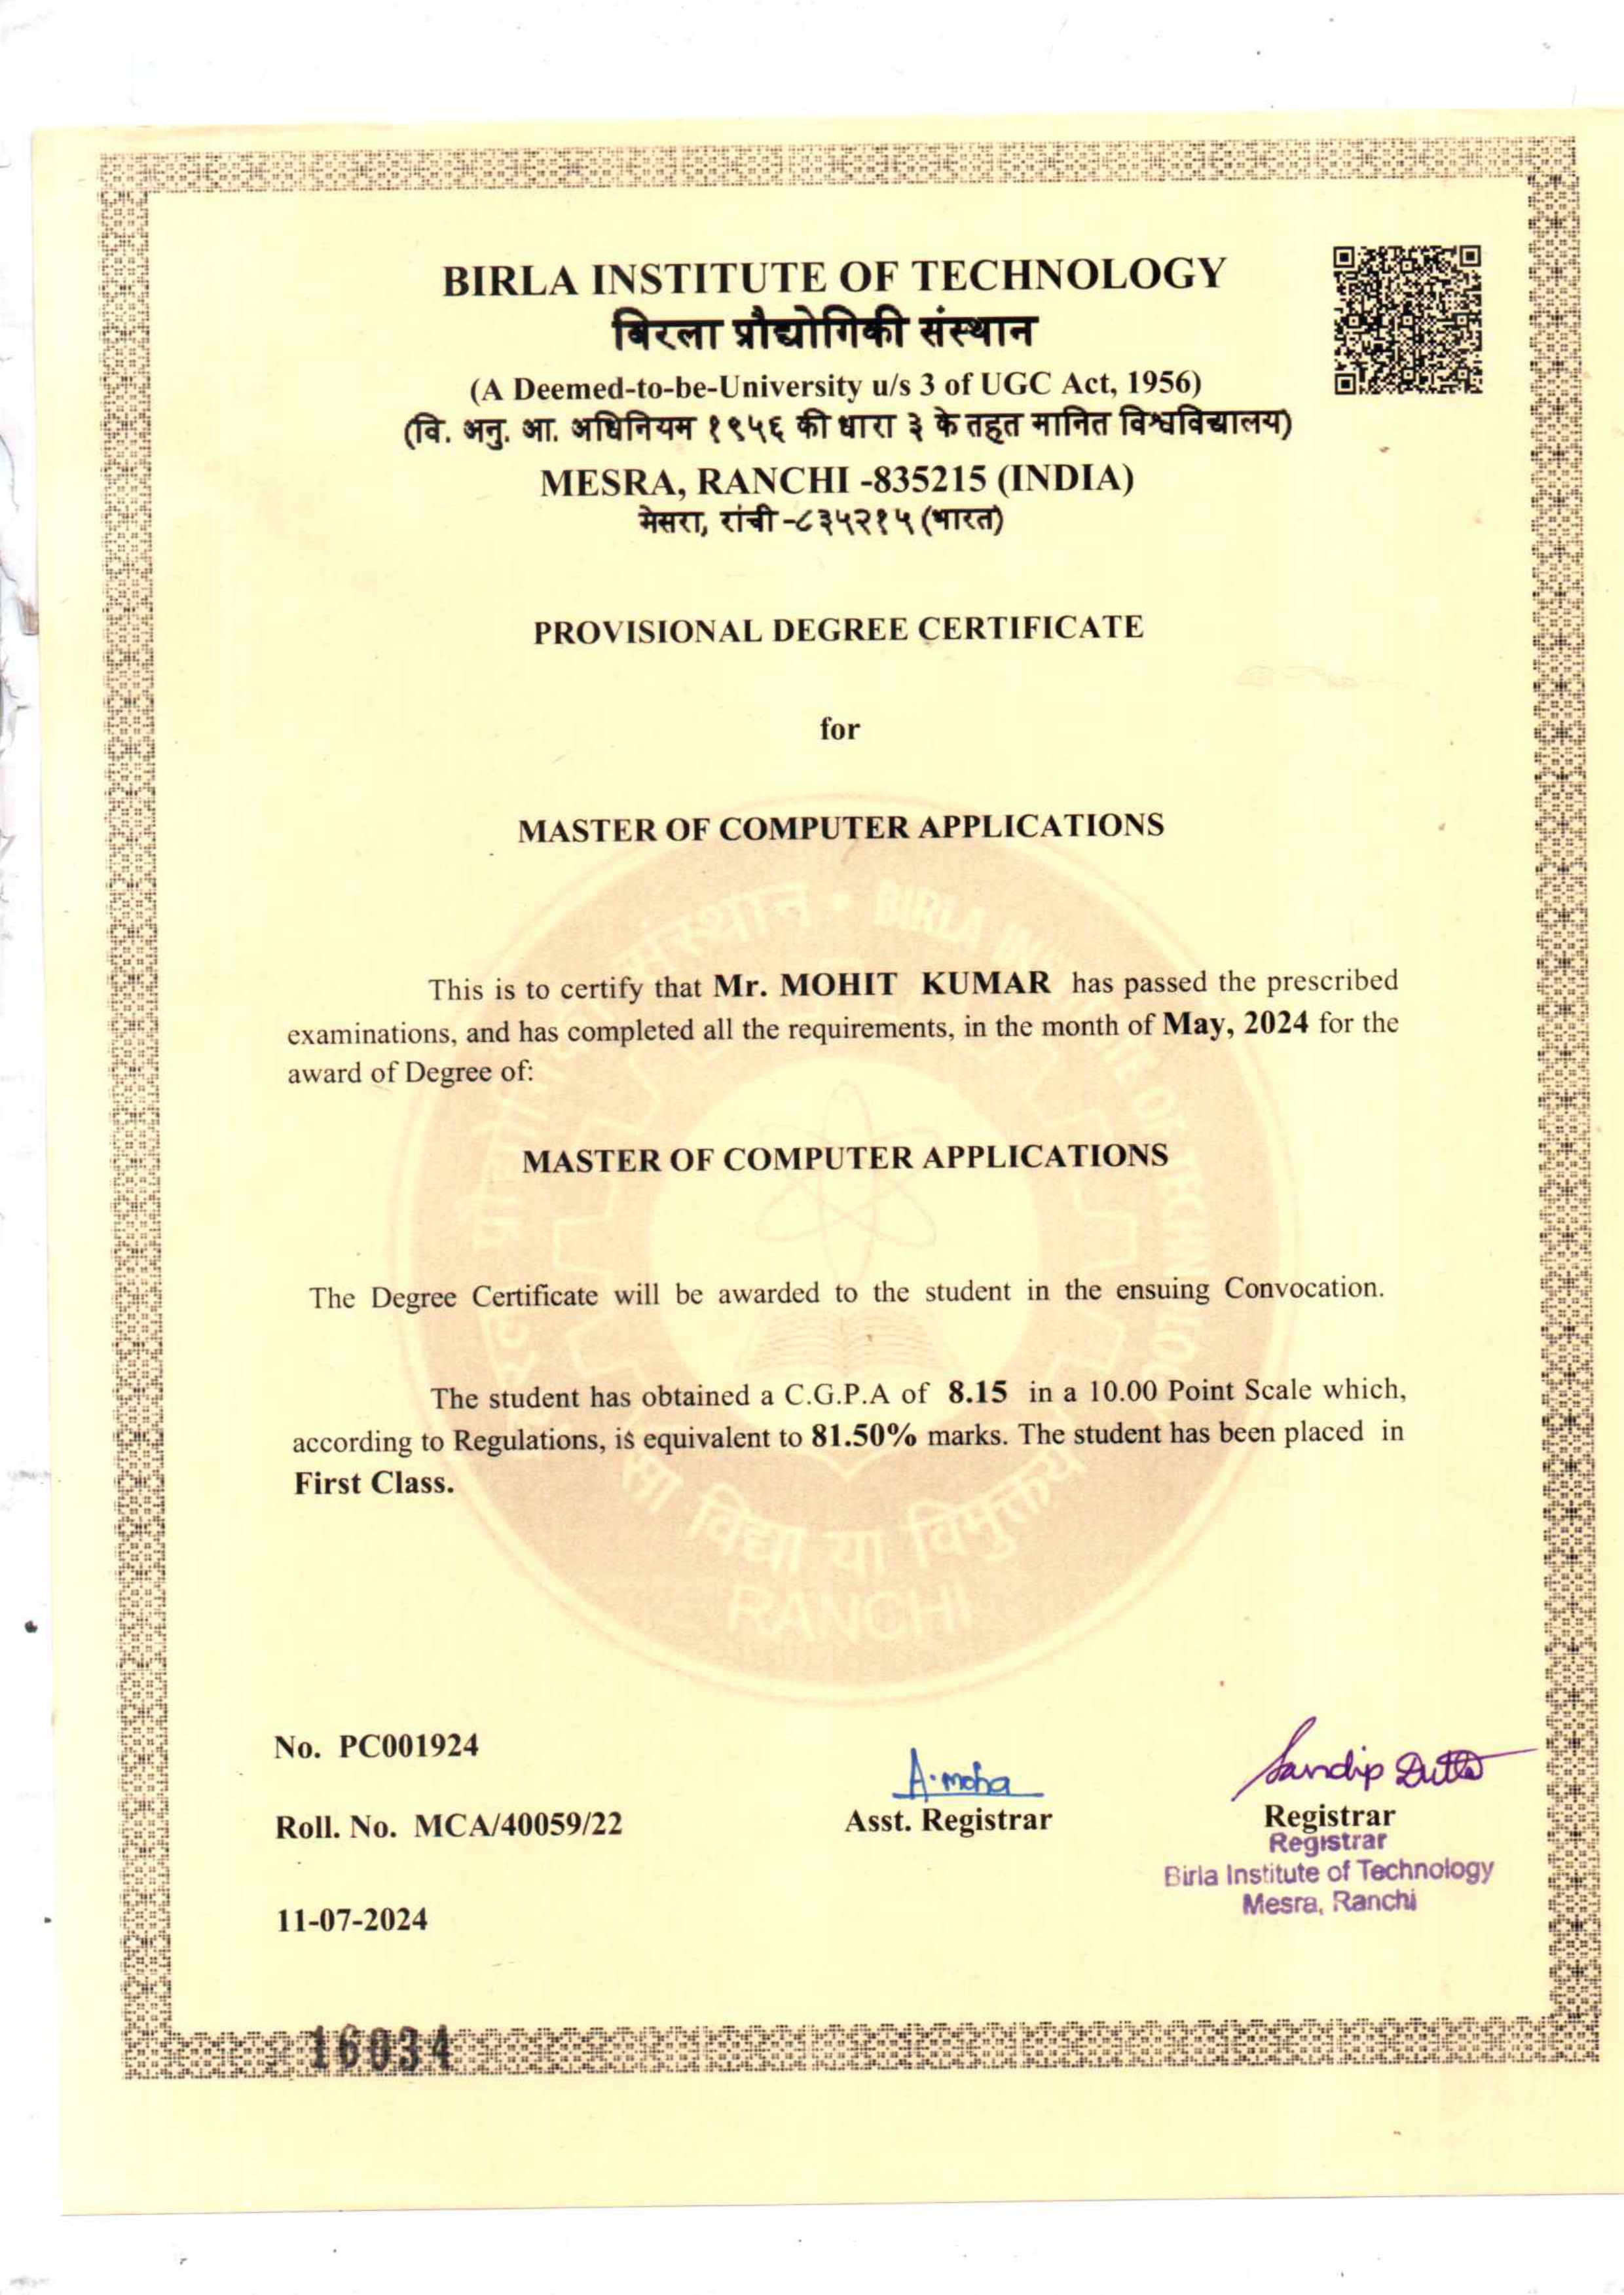 BIRLA INSTITUTE OF TECHNOLOGY
बिरला प्रौद्योगिकी संस्थान
(A Deemed-to-be-University u/s 3 of UGC Act, 1956)
(वि. अनु. आ. अधिनियम १९५६ की धारा ३ के तहत मानित विश्वविद्यालय)
MESRA, RANCHI -835215 (INDIA)
मेसरा, रांची -८३५२१५ (भारत)
PROVISIONAL DEGREE CERTIFICATE
for
MASTER OF COMPUTER APPLICATIONS
This is to certify that Mr. MOHIT KUMAR has passed the prescribed
examinations, and has completed all the requirements, in the month of May, 2024 for the
award of Degree of:
MASTER OF COMPUTER APPLICATIONS
The Degree Certificate will be awarded to the student in the ensuing Convocation.
The student has obtained a C.G.P.A of 8.15 in a 10.00 Point Scale which,
according to Regulations, is equivalent to 81.50% marks. The student has been placed in
First Class.
सा विद्या या विमुक्तये
RANCHI
No. PC001924
A. moha
Sandip Dutta
Roll. No. MCA/40059/22
Asst. Registrar
Registrar
Registrar
Birla Institute of Technology
Mesra, Ranchi
11-07-2024
16034